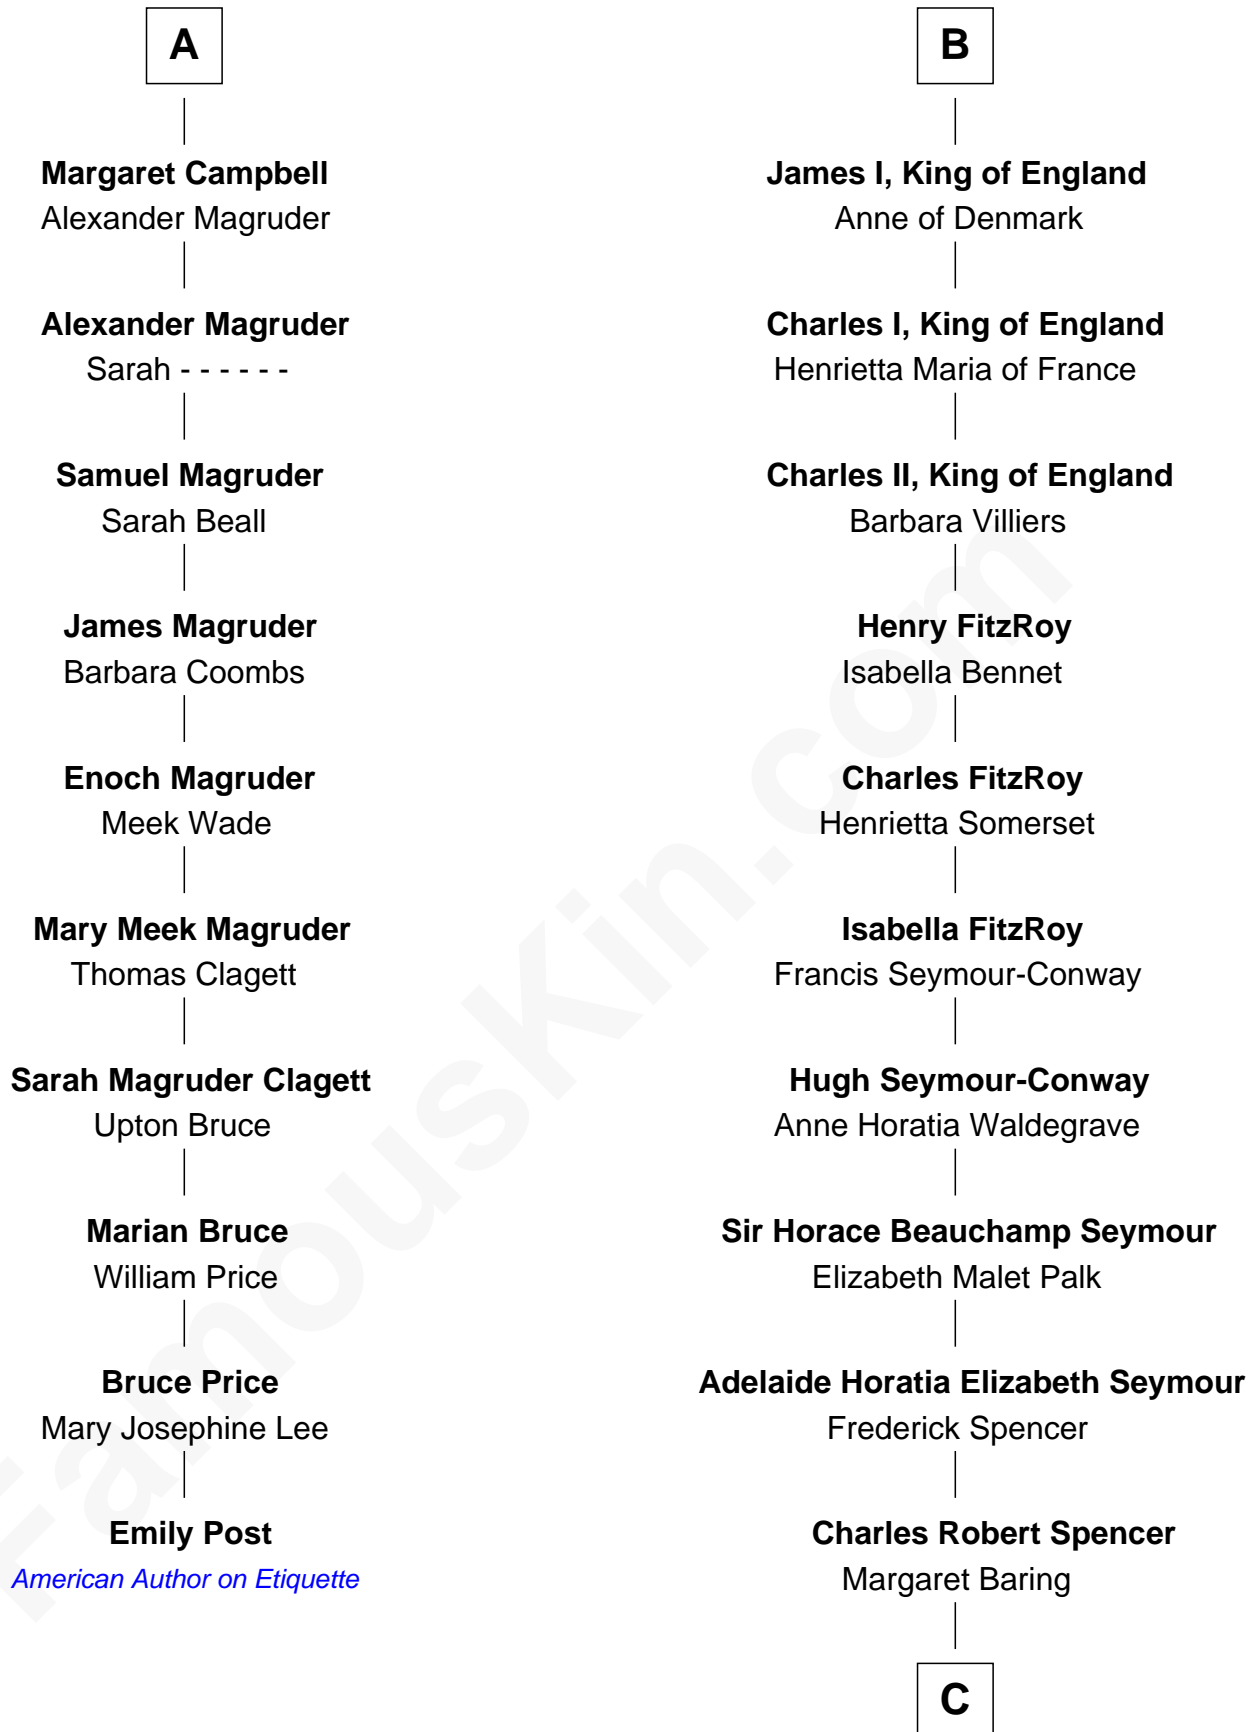 A
Margaret Campbell
Alexander Magruder
Alexander Magruder
Sarah - - - - - -
Samuel Magruder
Sarah Beall
James Magruder
Barbara Coombs
Enoch Magruder
Meek Wade
Mary Meek Magruder
Thomas Clagett
Sarah Magruder Clagett
Upton Bruce
Marian Bruce
William Price
Bruce Price
Mary Josephine Lee
Emily Post
American Author on Etiquette
B
James I, King of England
Anne of Denmark
Charles I, King of England
Henrietta Maria of France
Charles II, King of England
Barbara Villiers
Henry FitzRoy
Isabella Bennet
Charles FitzRoy
Henrietta Somerset
Isabella FitzRoy
Francis Seymour-Conway
Hugh Seymour-Conway
Anne Horatia Waldegrave
Sir Horace Beauchamp Seymour
Elizabeth Malet Palk
Adelaide Horatia Elizabeth Seymour
Frederick Spencer
Charles Robert Spencer
Margaret Baring
C
FamousKin.com